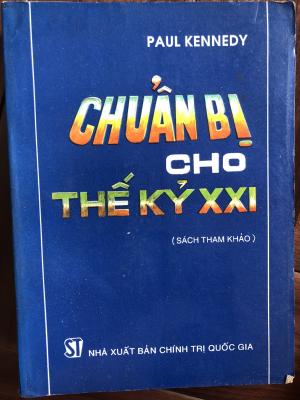 PAUL KENNEDY
CHUẨN BỊ
CHO
THẾ KỶ XXI
(SÁCH THAM KHẢO)
ST NHÀ XUẤT BẢN CHÍNH TRỊ QUỐC GIA